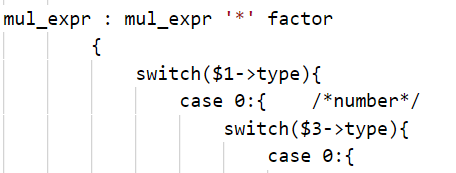 mul_expr : mul_expr '*' factor
{
switch($1->type){
case 0:{    /*number*/
switch($3->type){
case 0:{